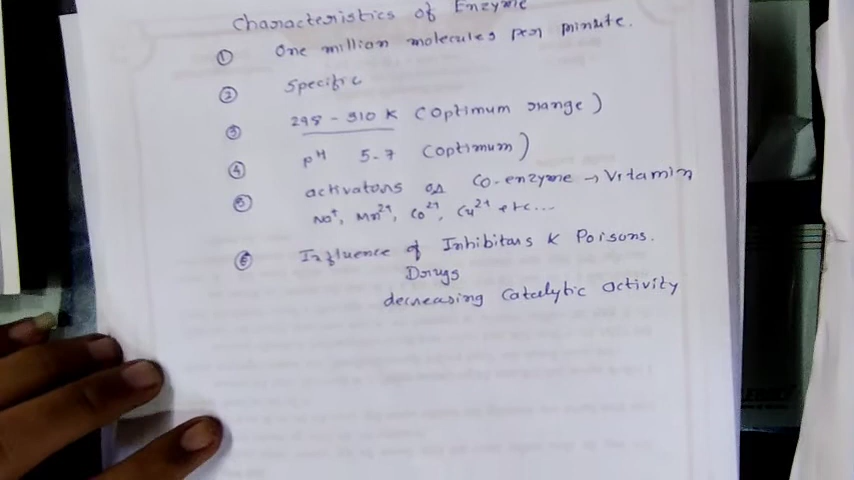 Characteristics of Enzyme
① One million molecules per minute.
② Specific
③ 298 - 310 K (Optimum range)
④ pH 5-7 (optimum)
⑤ activators or Co-enzyme → Vitamin
Na⁺, Mn²⁺, Co²⁺, Cu²⁺ etc...
⑥ Influence of Inhibitors & Poisons.
Drugs
decreasing Catalytic activity